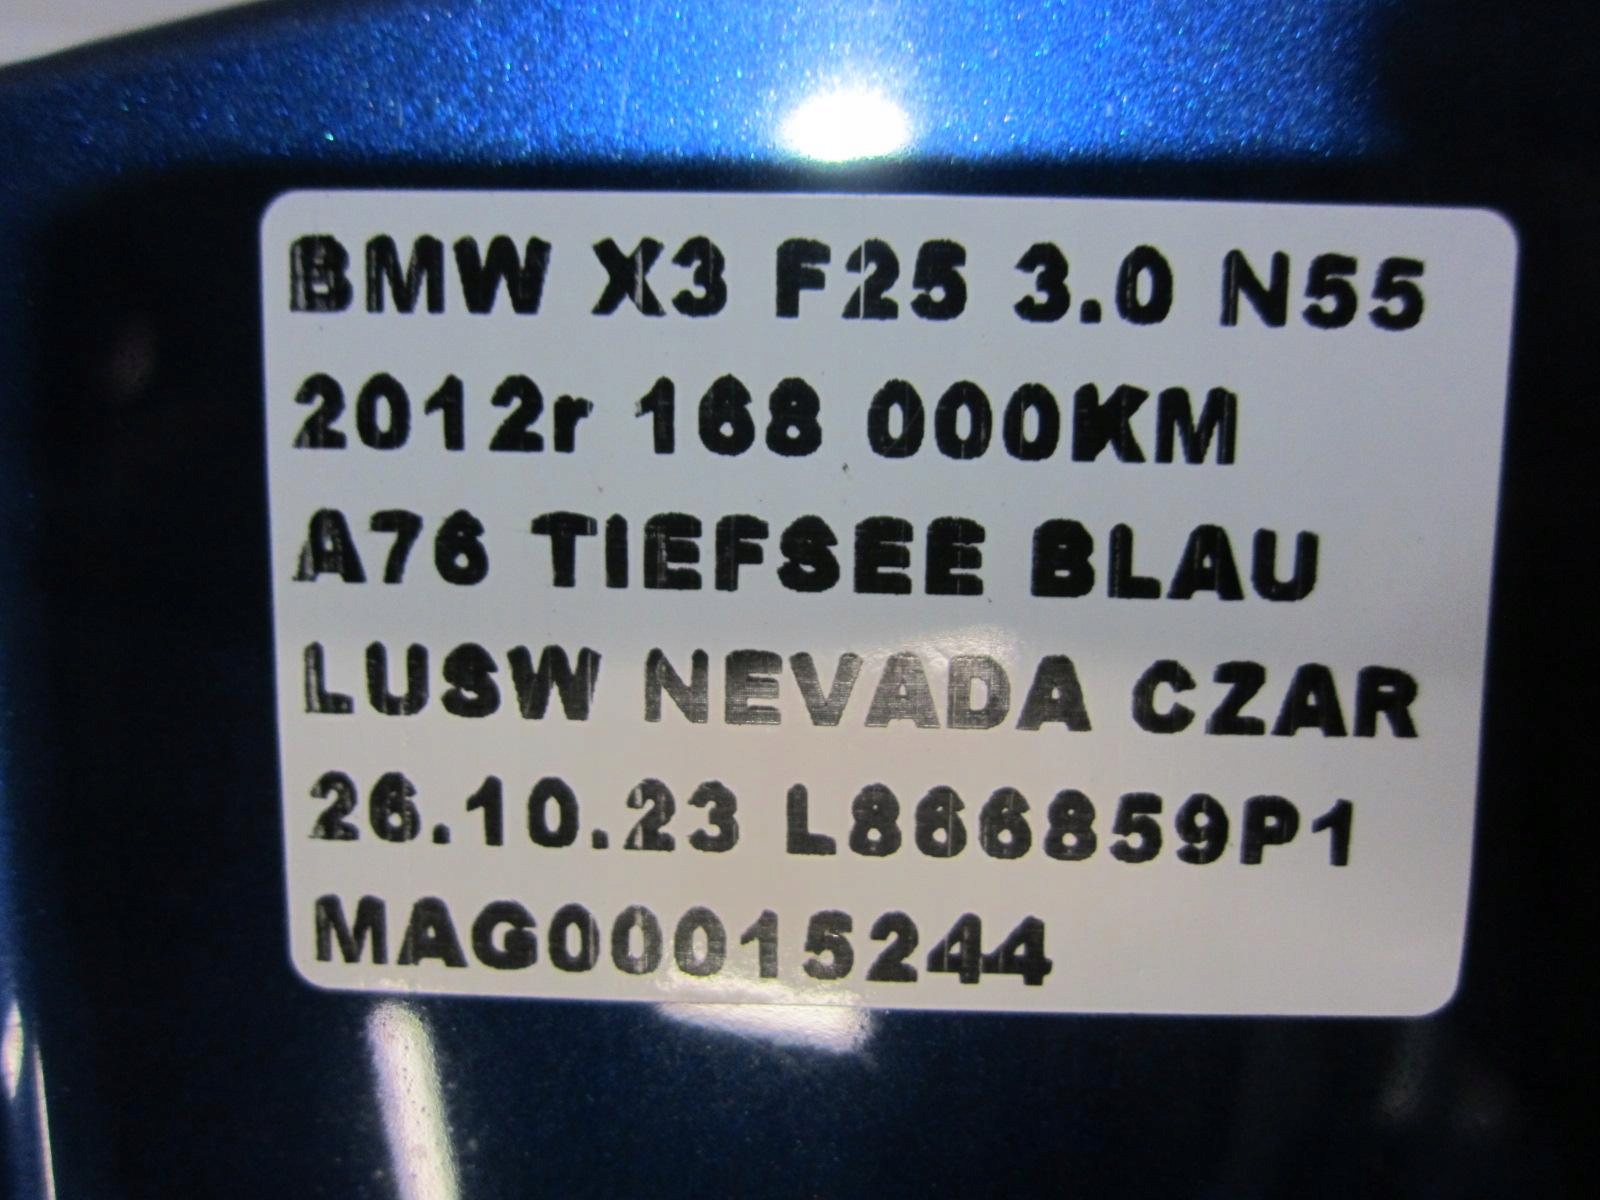 BMW X3 F25 3.0 N55
2012r 168 000KM
A76 TIEFSEE BLAU
LUSW NEVADA CZAR
26.10.23 L866859P1
MAG00015244